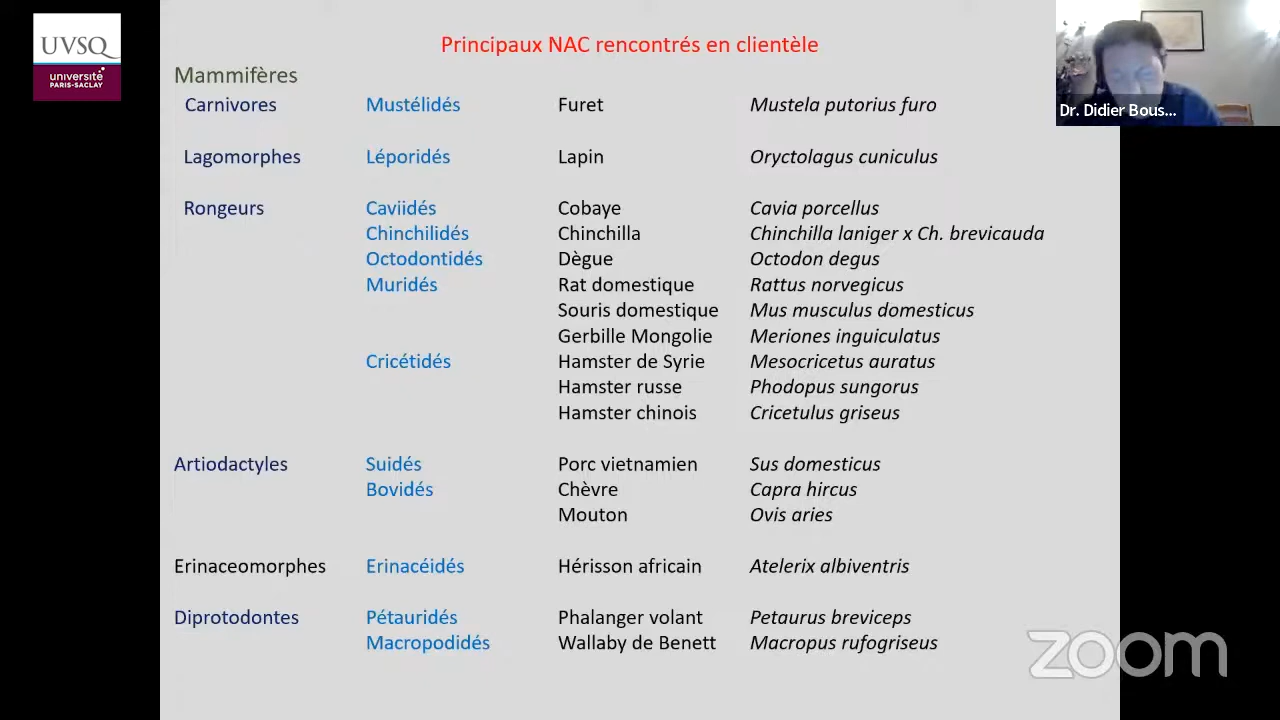 UVSQ
université
PARIS-SACLAY
Principaux NAC rencontrés en clientèle
Dr. Didier Bous...
Mammifères
Carnivores Mustélidés Furet Mustela putorius furo
Lagomorphes Léporidés Lapin Oryctolagus cuniculus
Rongeurs Caviidés Cobaye Cavia porcellus
Chinchilidés Chinchilla Chinchilla laniger x Ch. brevicauda
Octodontidés Dègue Octodon degus
Muridés Rat domestique Rattus norvegicus
Souris domestique Mus musculus domesticus
Gerbille Mongolie Meriones inguiculatus
Cricétidés Hamster de Syrie Mesocricetus auratus
Hamster russe Phodopus sungorus
Hamster chinois Cricetulus griseus
Artiodactyles Suidés Porc vietnamien Sus domesticus
Bovidés Chèvre Capra hircus
Mouton Ovis aries
Erinaceomorphes Erinacéidés Hérisson africain Atelerix albiventris
Diprotodontes Pétauridés Phalanger volant Petaurus breviceps
Macropodidés Wallaby de Benett Macropus rufogriseus
zoom